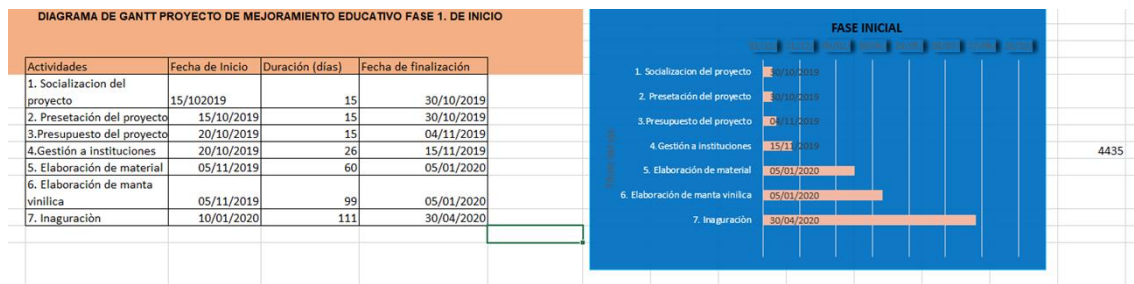 DIAGRAMA DE GANTT PROYECTO DE MEJORAMIENTO EDUCATIVO FASE 1. DE INICIO
Actividades Fecha de Inicio Duración (días) Fecha de finalización
1. Socializacion del
proyecto 15/102019 15 30/10/2019
2. Presetación del proyecto 15/10/2019 15 30/10/2019
3.Presupuesto del proyecto 20/10/2019 15 04/11/2019
4.Gestión a instituciones 20/10/2019 26 15/11/2019
5. Elaboración de material 05/11/2019 60 05/01/2020
6. Elaboración de manta
vinilica 05/11/2019 99 05/01/2020
7. Inaguraciòn 10/01/2020 111 30/04/2020
FASE INICIAL
1. Socializacion del proyecto 30/10/2019
2. Presetación del proyecto 30/10/2019
3.Presupuesto del proyecto 04/11/2019
4.Gestión a instituciones 15/11/2019
5. Elaboración de material 05/01/2020
6. Elaboración de manta vinilica 05/01/2020
7. Inaguraciòn 30/04/2020
4435